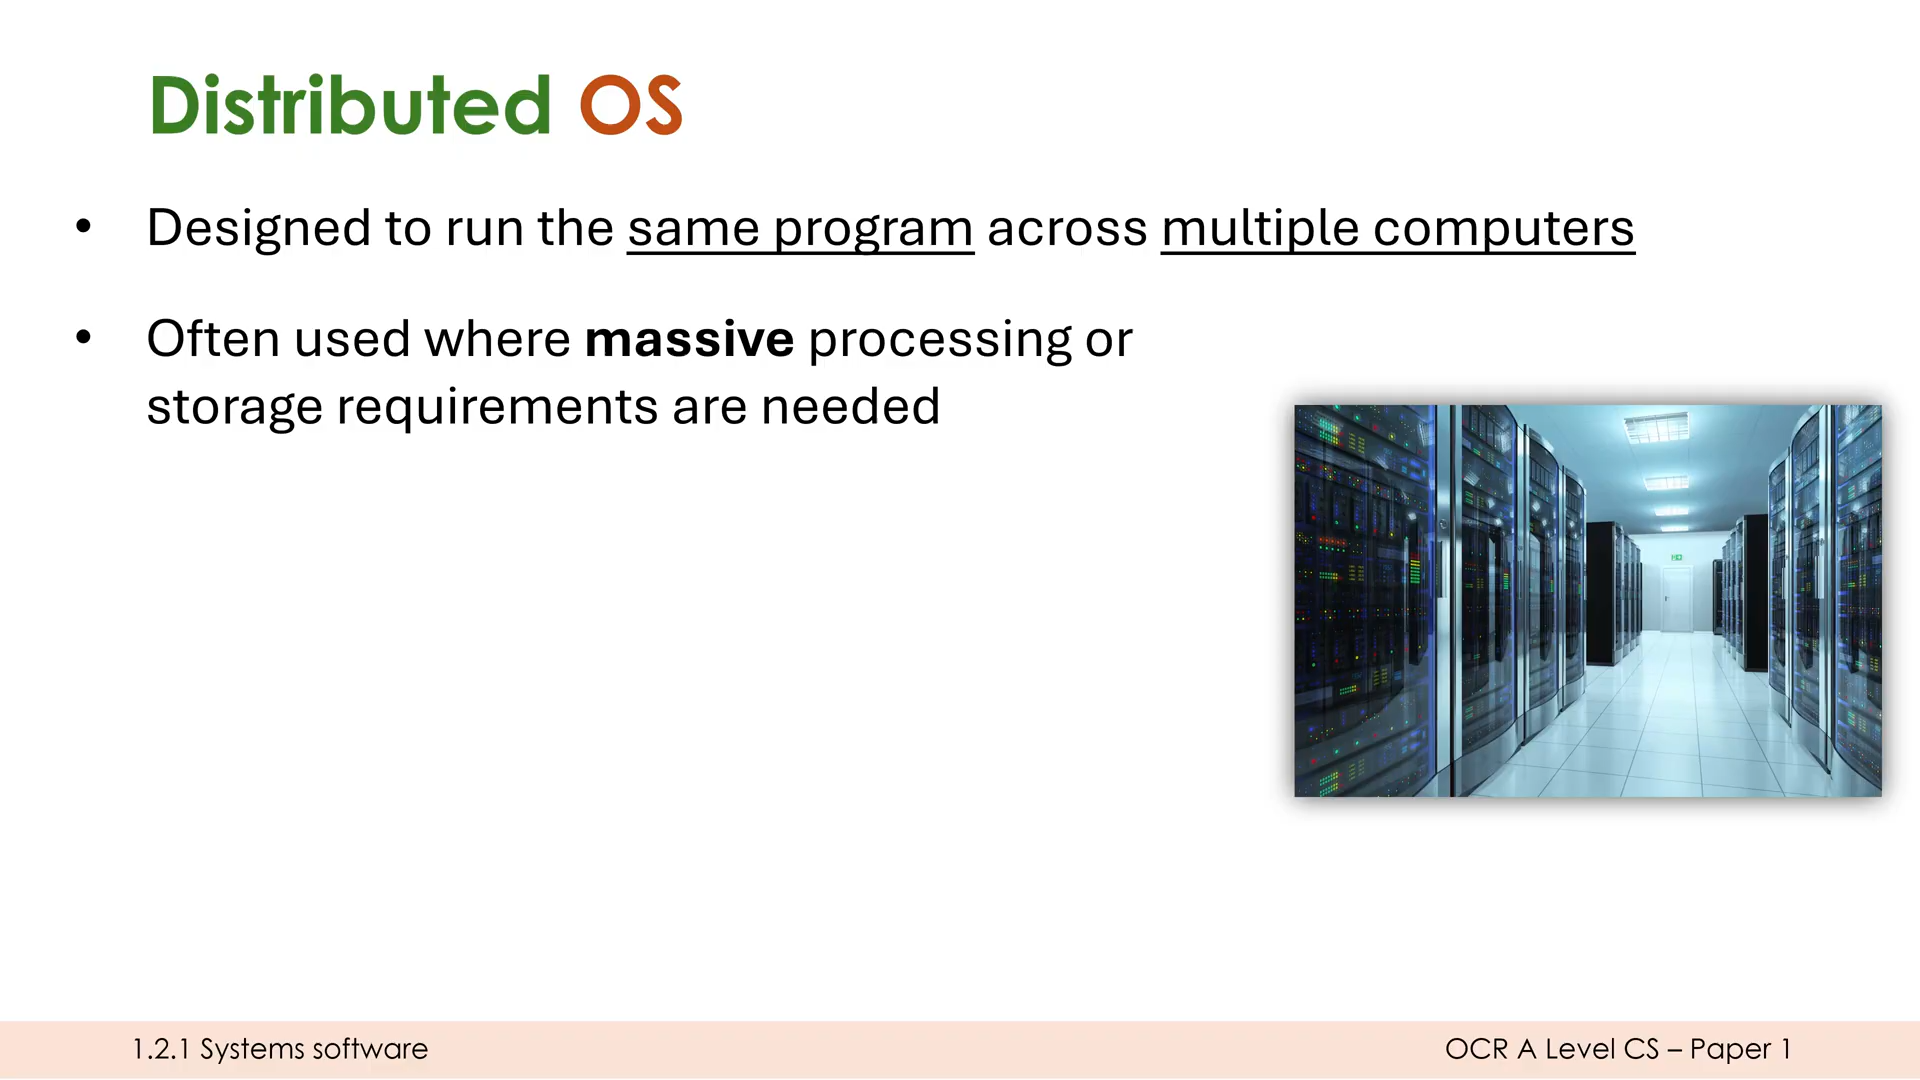 Distributed OS
• Designed to run the same program across multiple computers
• Often used where massive processing or
storage requirements are needed
1.2.1 Systems software
OCR A Level CS – Paper 1